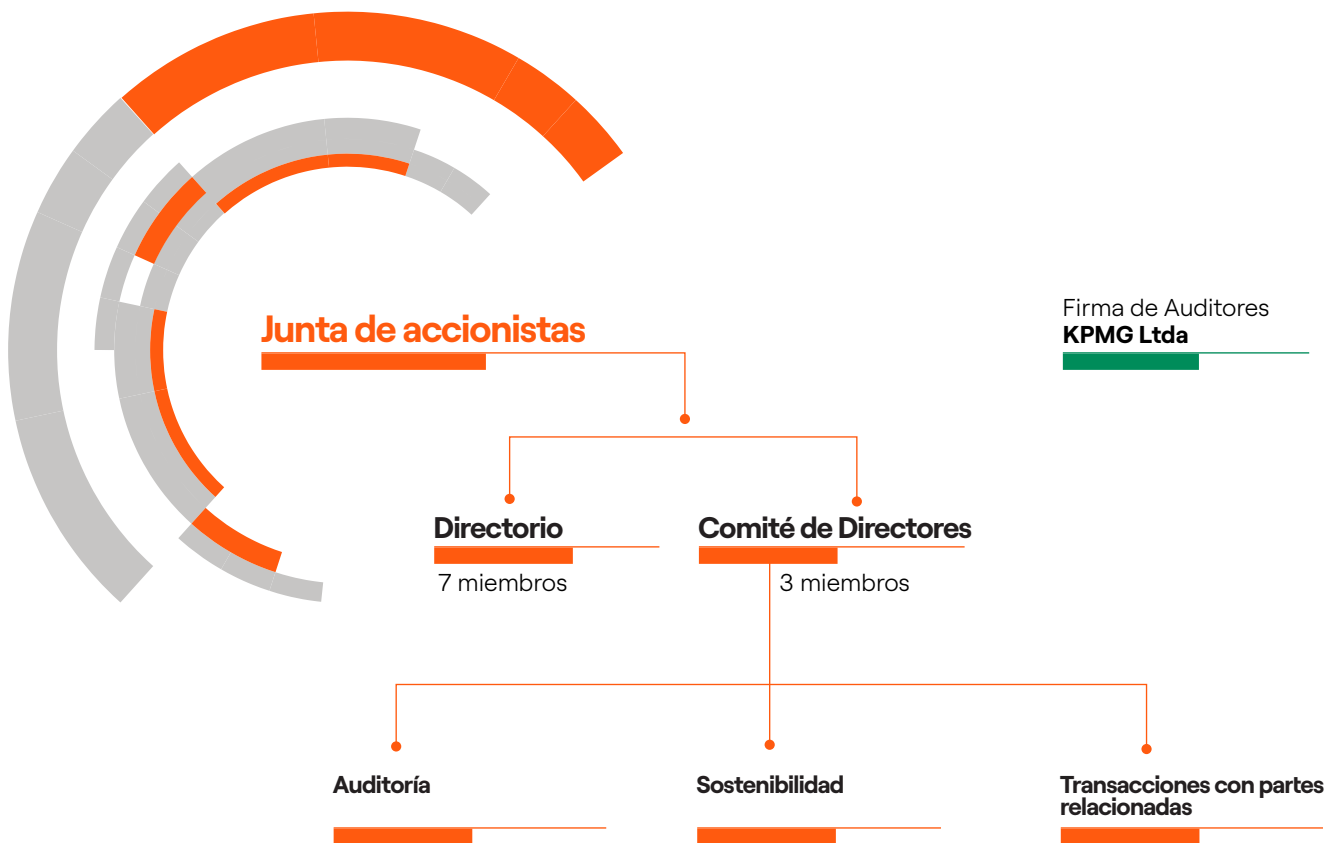 Junta de accionistas
Firma de Auditores
KPMG Ltda
Directorio
7 miembros
Comité de Directores
3 miembros
Auditoría
Sostenibilidad
Transacciones con partes
relacionadas